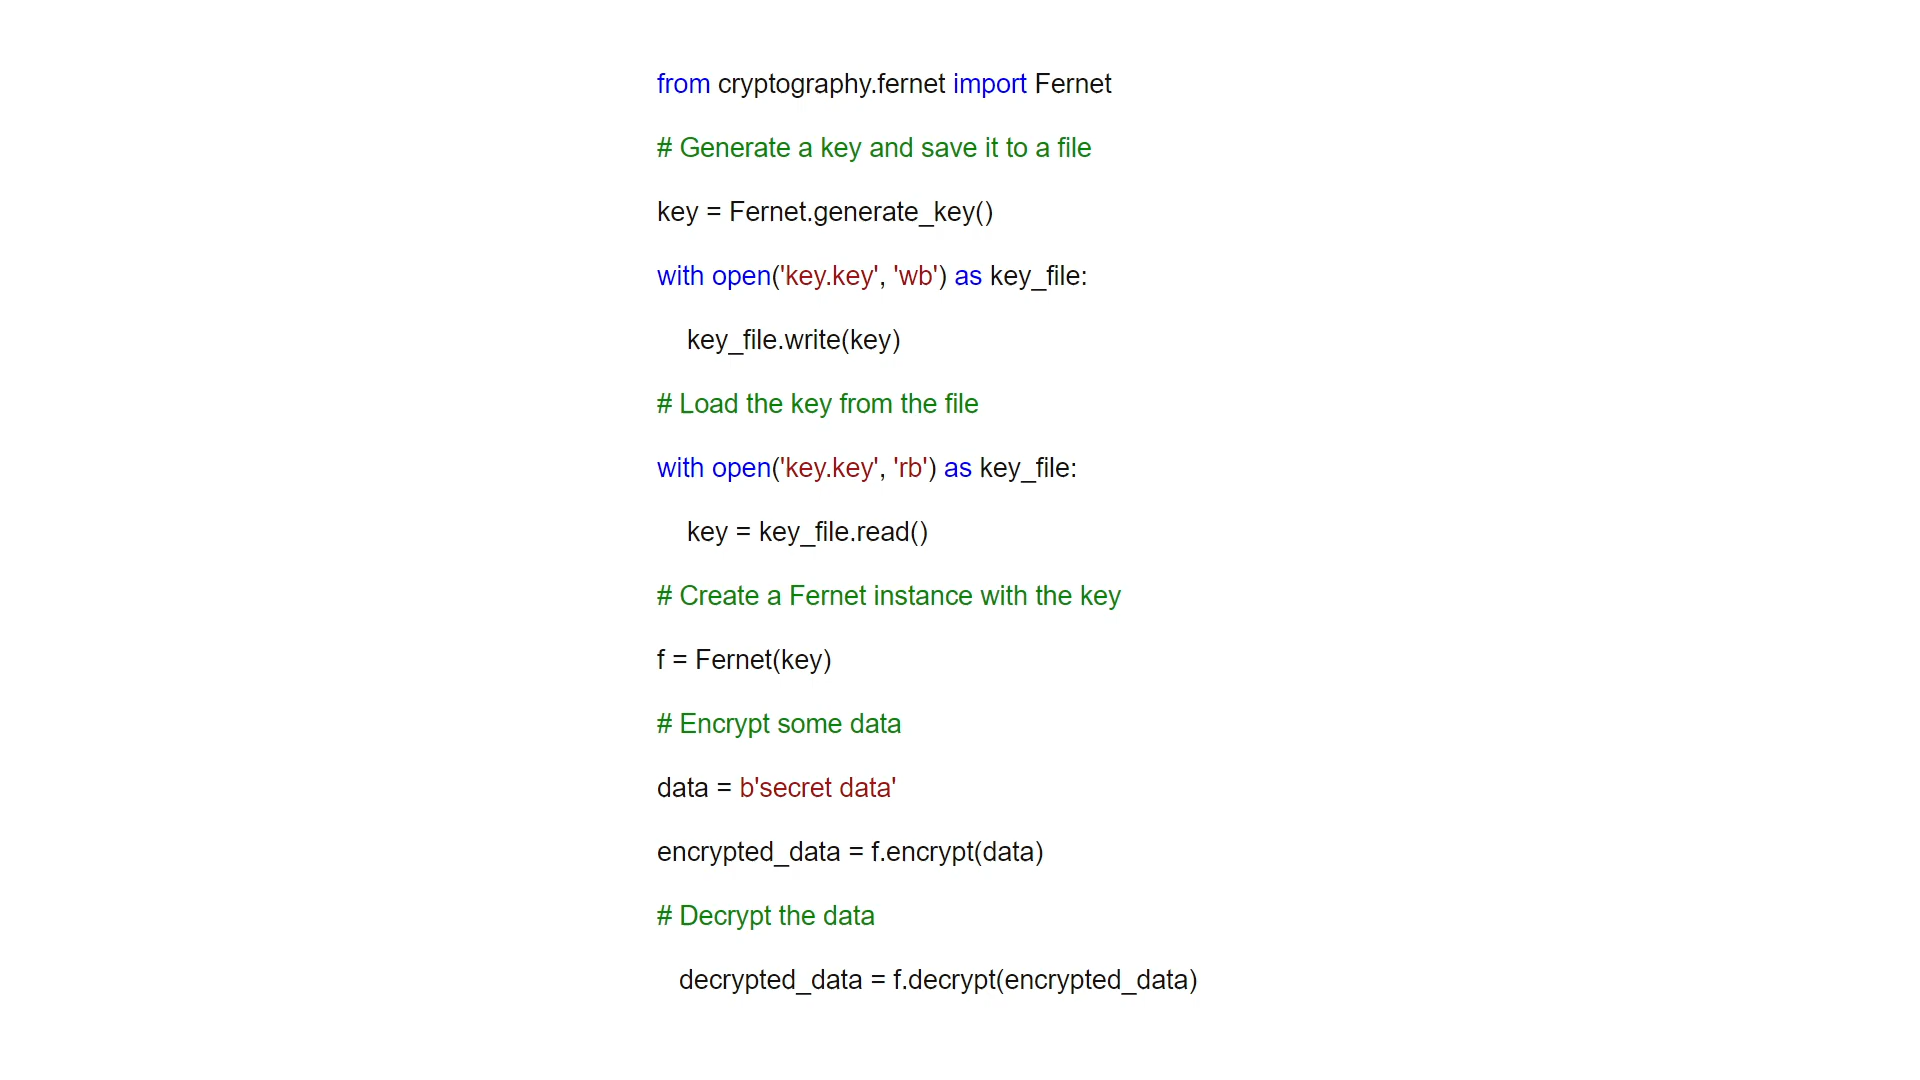 from cryptography.fernet import Fernet
# Generate a key and save it to a file
key = Fernet.generate_key()
with open('key.key', 'wb') as key_file:
    key_file.write(key)
# Load the key from the file
with open('key.key', 'rb') as key_file:
    key = key_file.read()
# Create a Fernet instance with the key
f = Fernet(key)
# Encrypt some data
data = b'secret data'
encrypted_data = f.encrypt(data)
# Decrypt the data
   decrypted_data = f.decrypt(encrypted_data)